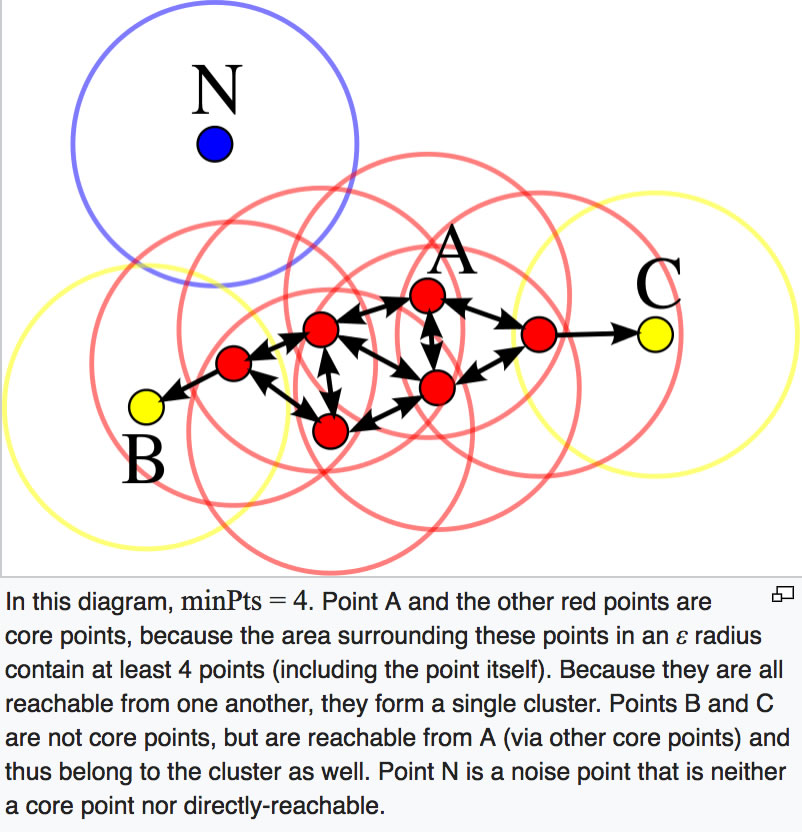 N
A
C
B
In this diagram, minPts = 4. Point A and the other red points are
core points, because the area surrounding these points in an ε radius
contain at least 4 points (including the point itself). Because they are all
reachable from one another, they form a single cluster. Points B and C
are not core points, but are reachable from A (via other core points) and
thus belong to the cluster as well. Point N is a noise point that is neither
a core point nor directly-reachable.